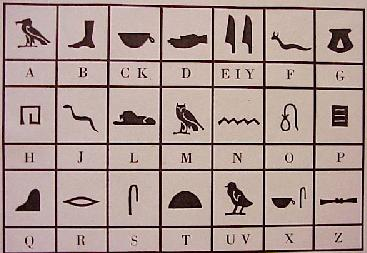 A B C K D E I Y F G
H J L M N O P
Q R S T U V X Z